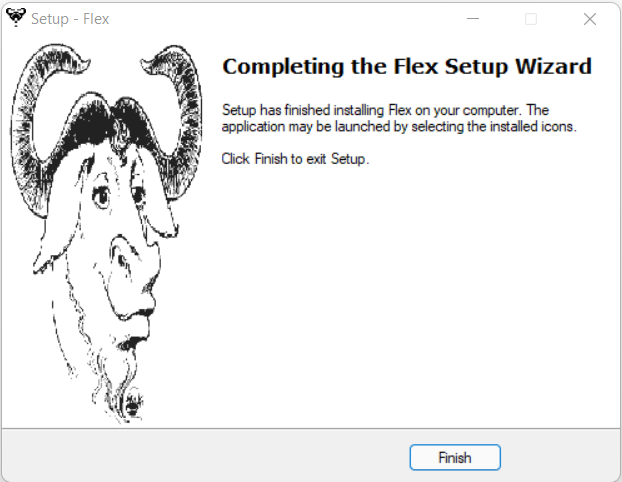 Setup - Flex
Completing the Flex Setup Wizard
Setup has finished installing Flex on your computer. The
application may be launched by selecting the installed icons.
Click Finish to exit Setup.
Finish